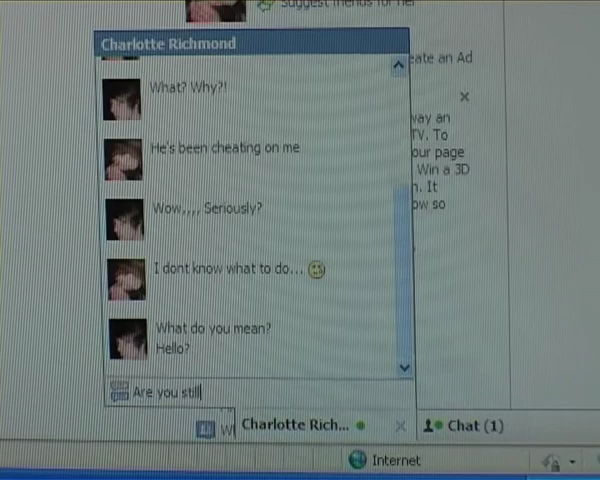 Suggest friends for her
Charlotte Richmond
What? Why?!
He's been cheating on me
Wow,,,, Seriously?
I dont know what to do...
What do you mean?
Hello?
Are you still
eate an Ad
way an
TV. To
our page
Win a 3D
n. It
ow so
W
Charlotte Rich...
Chat (1)
Internet